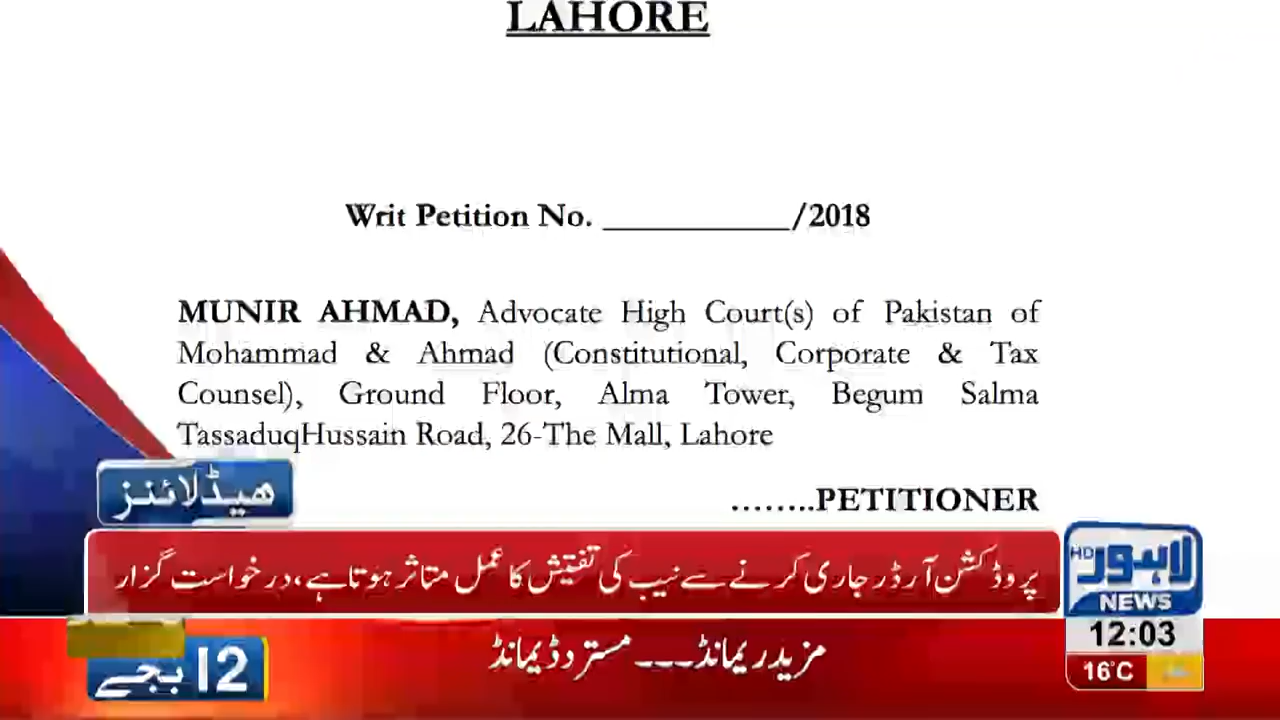 LAHORE
Writ Petition No. ___________/2018
MUNIR AHMAD, Advocate High Court(s) of Pakistan of
Mohammad & Ahmad (Constitutional, Corporate & Tax
Counsel), Ground Floor, Alma Tower, Begum Salma
TassaduqHussain Road, 26-The Mall, Lahore
........PETITIONER
ھیڈلائنز
پروڈکشن آرڈر جاری کرنے سے نیب کی تفتیش کا عمل متاثر ہوتا ہے، درخواست گزار
لاہور HD
NEWS
12:03
16°C
مزید ریمانڈ۔۔۔ مسترد ڈیمانڈ
12 بجے